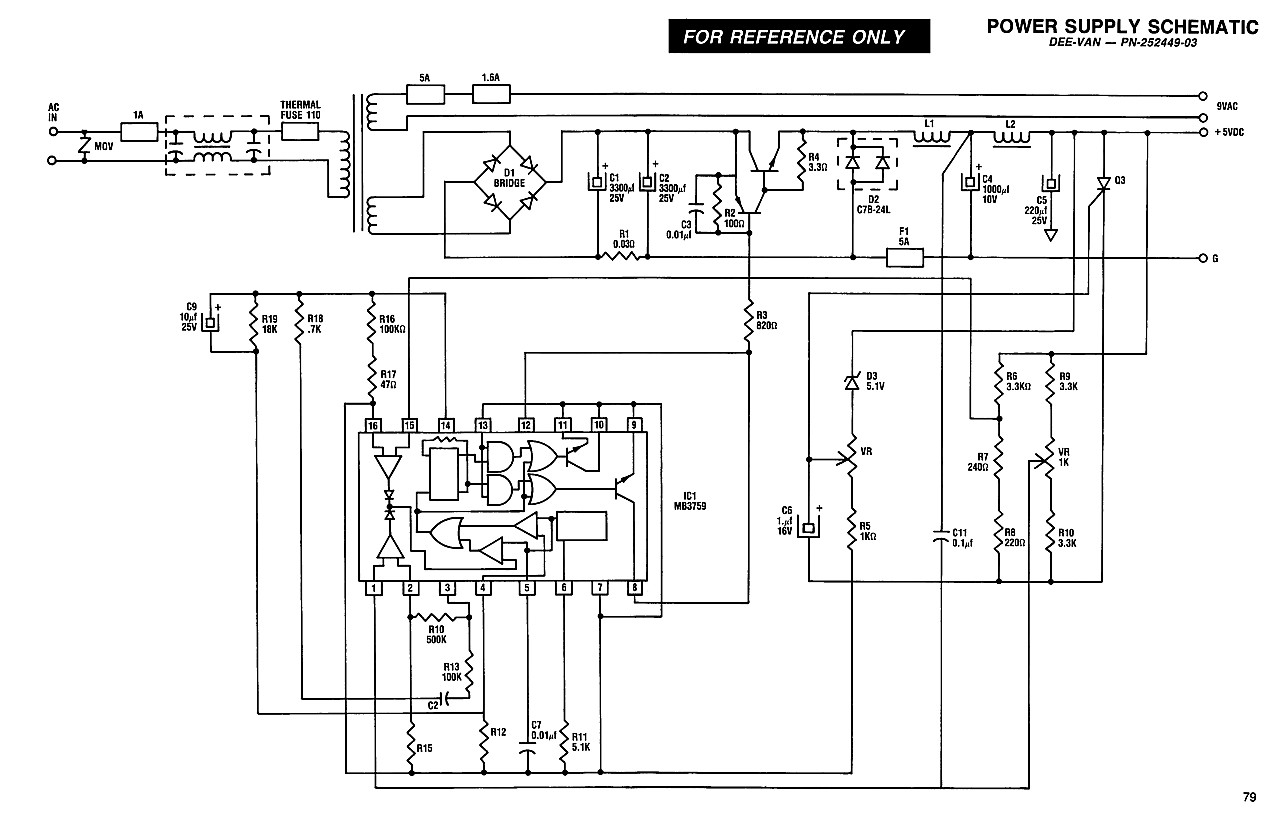 FOR REFERENCE ONLY
POWER SUPPLY SCHEMATIC
DEE-VAN — PN-252449-03
5A
1.6A
AC
IN
1A
THERMAL
FUSE 110
9VAC
MOV
L1
L2
+5VDC
D1
BRIDGE
C1
3300µf
25V
C2
3300µf
25V
R4
3.3Ω
D2
C7B-24L
C4
1000µf
10V
Q3
C5
220µf
25V
C3
0.01µf
R2
100Ω
R1
0.03Ω
F1
5A
G
C9
10µf
25V
R19
18K
R18
.7K
R16
100KΩ
R3
820Ω
R17
47Ω
D3
5.1V
R6
3.3KΩ
R9
3.3K
16
15
14
13
12
11
10
9
VR
R7
240Ω
VR
1K
IC1
MB3759
C6
1.µf
16V
R5
1KΩ
C11
0.1µf
R8
220Ω
R10
3.3K
1
2
3
4
5
6
7
8
R10
500K
R13
100K
C2
R15
R12
C7
0.01µf
R11
5.1K
79